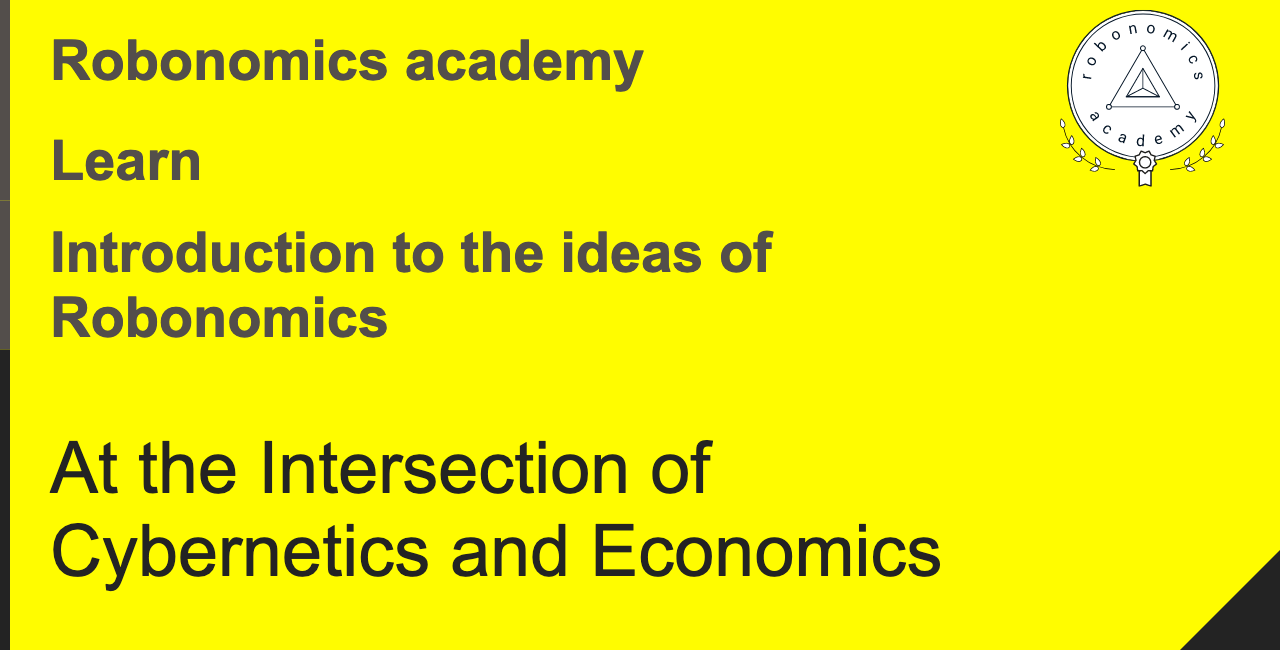 Robonomics academy
Learn
Introduction to the ideas of
Robonomics
At the Intersection of
Cybernetics and Economics
robonomics
academy